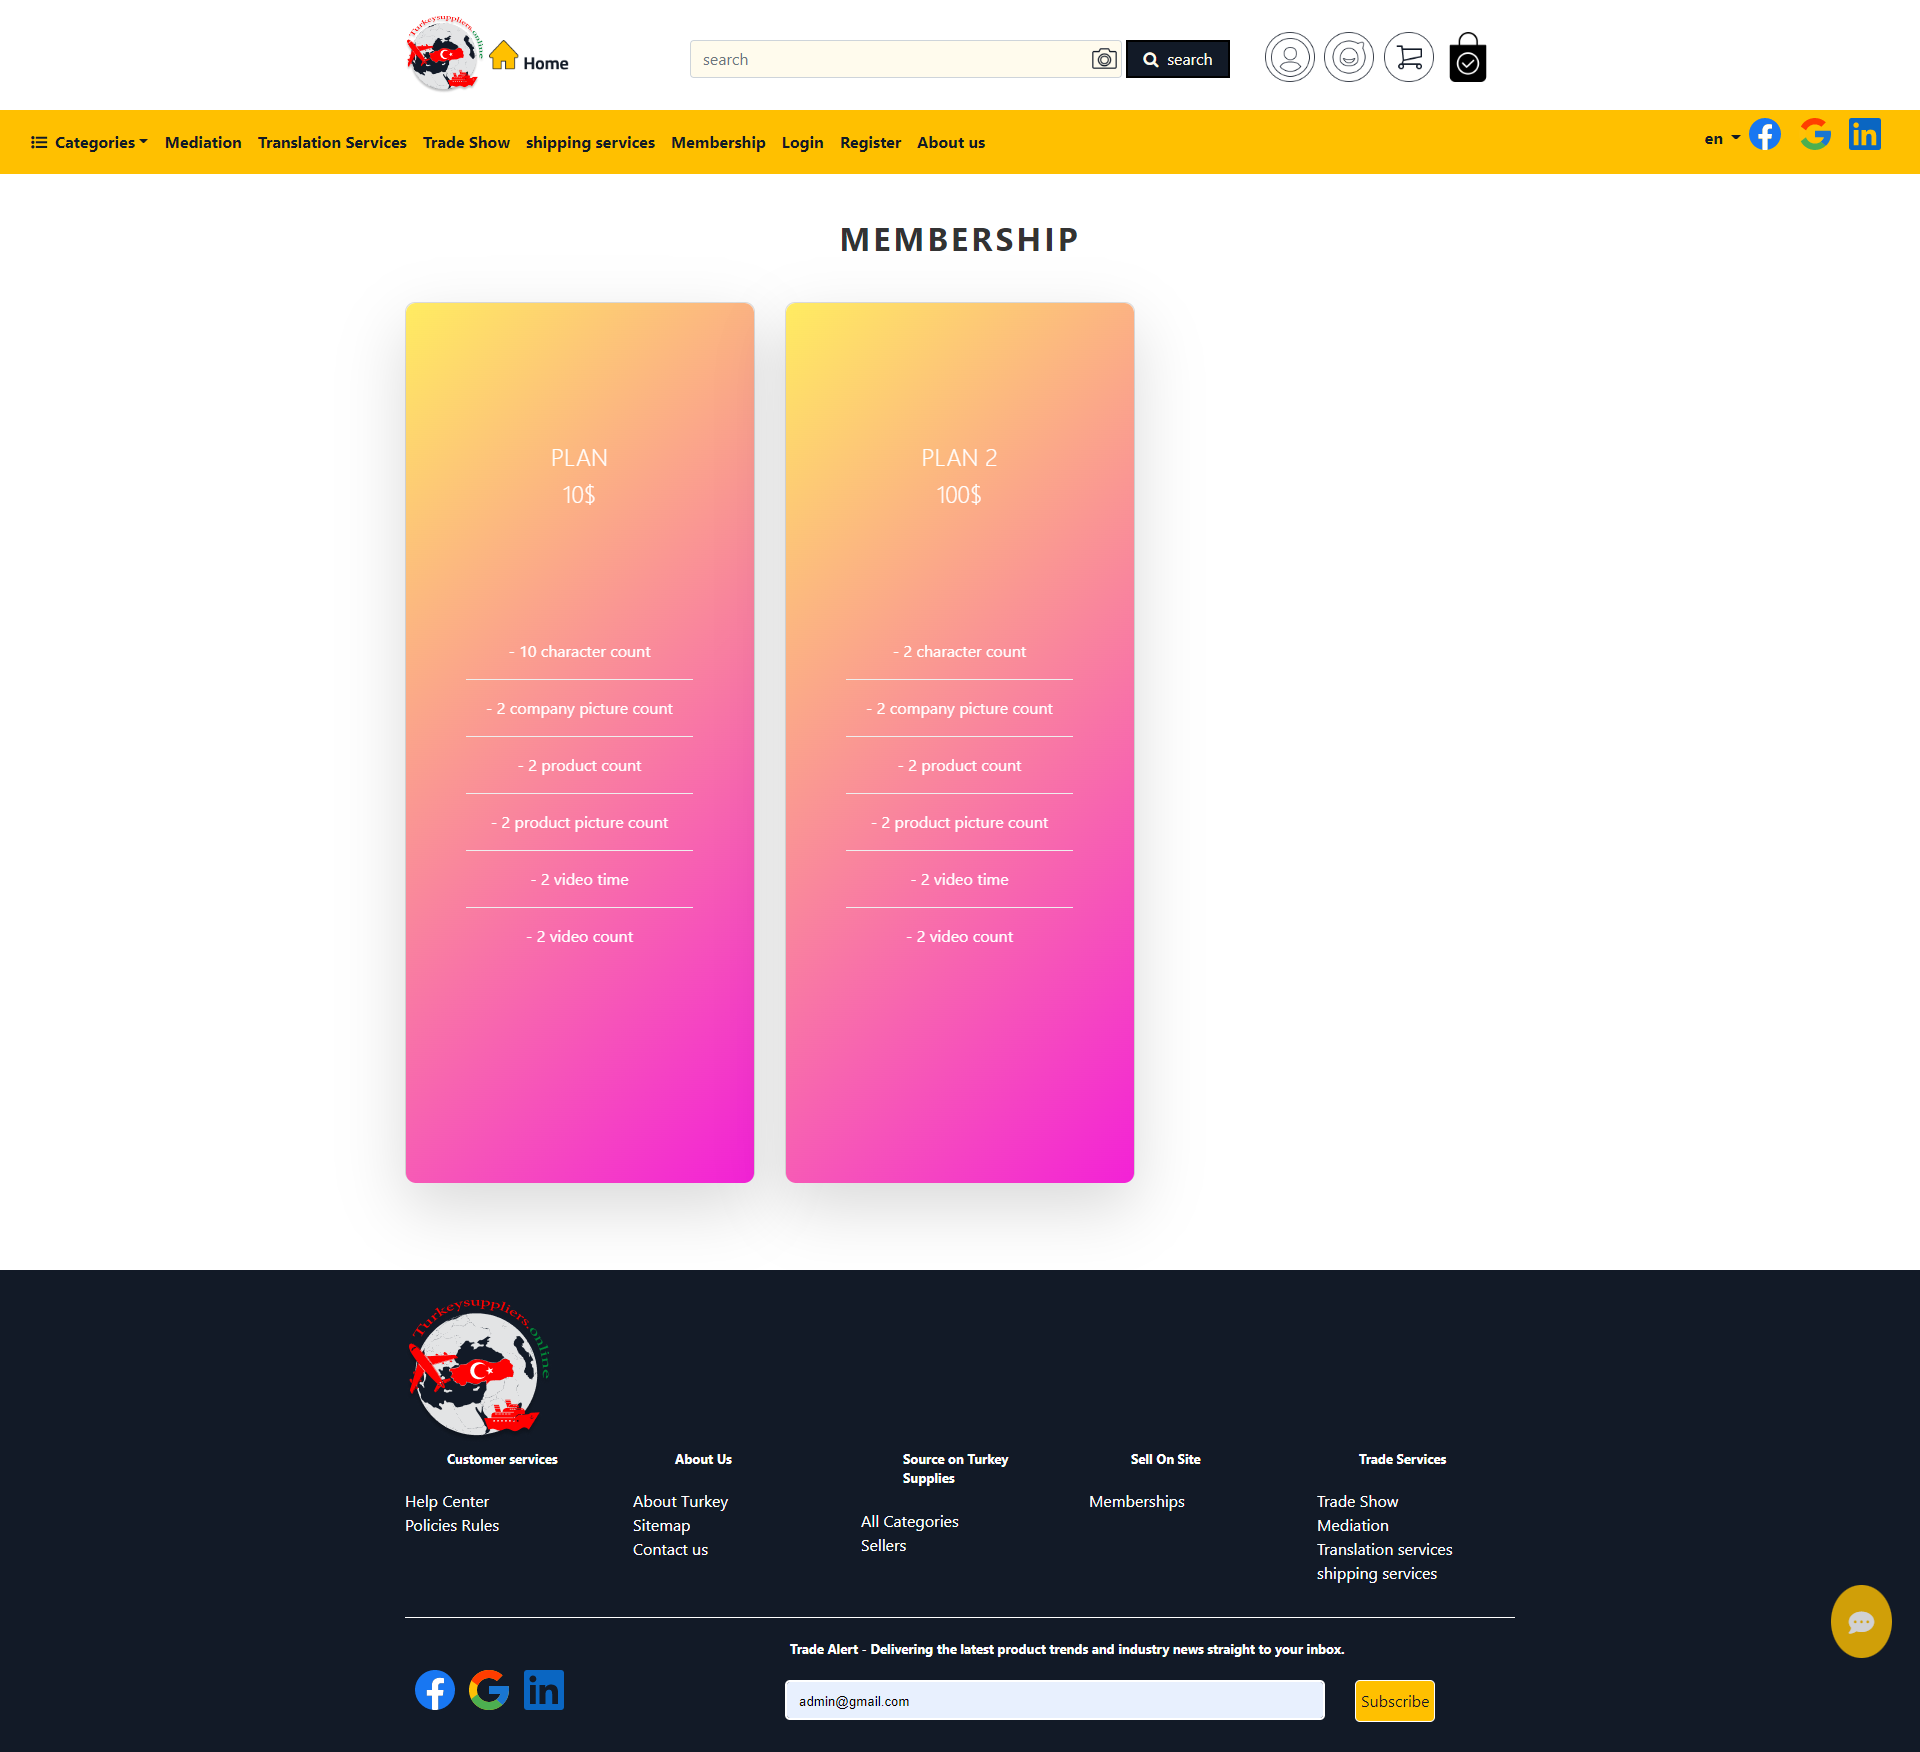 Turkeysuppliers.online
Home
search
search
Categories
Mediation
Translation Services
Trade Show
shipping services
Membership
Login
Register
About us
en
MEMBERSHIP
PLAN
10$
- 10 character count
- 2 company picture count
- 2 product count
- 2 product picture count
- 2 video time
- 2 video count
PLAN 2
100$
- 2 character count
- 2 company picture count
- 2 product count
- 2 product picture count
- 2 video time
- 2 video count
Turkeysuppliers.online
Customer services
Help Center
Policies Rules
About Us
About Turkey
Sitemap
Contact us
Source on Turkey
Supplies
All Categories
Sellers
Sell On Site
Memberships
Trade Services
Trade Show
Mediation
Translation services
shipping services
Trade Alert - Delivering the latest product trends and industry news straight to your inbox.
admin@gmail.com
Subscribe